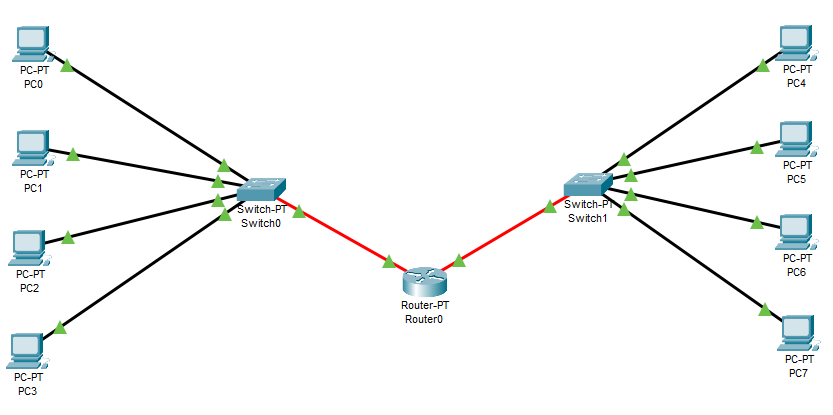 PC-PT
PC0
PC-PT
PC1
PC-PT
PC2
PC-PT
PC3
Switch-PT
Switch0
Router-PT
Router0
Switch-PT
Switch1
PC-PT
PC4
PC-PT
PC5
PC-PT
PC6
PC-PT
PC7